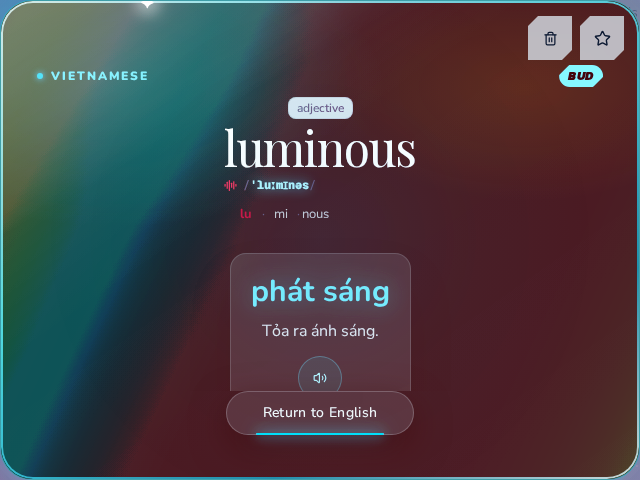 VIETNAMESE
BUD
adjective
luminous
/ˈluːmɪnəs/
lu · mi · nous
phát sáng
Tỏa ra ánh sáng.
Return to English